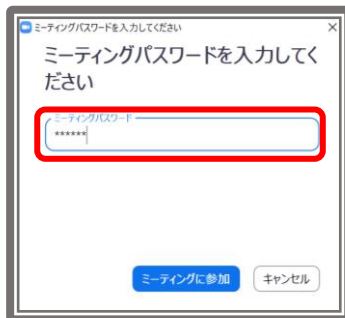 ミーティングパスワードを入力してください
ミーティングパスワードを入力してく
ださい
ミーティングパスワード
******
ミーティングに参加
キャンセル